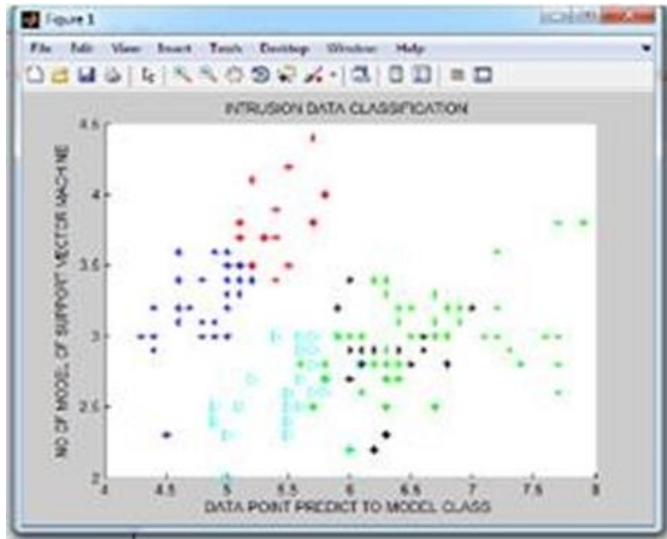 Figure 1
File Edit View Insert Tools Desktop Window Help
INTRUSION DATA CLASSIFICATION
NO OF MODEL OF SUPPORT VECTOR MACHINE
4.5
4
3.5
3
2.5
2
4 4.5 5 5.5 6 6.5 7 7.5 8
DATA POINT PREDICT TO MODEL CLASS